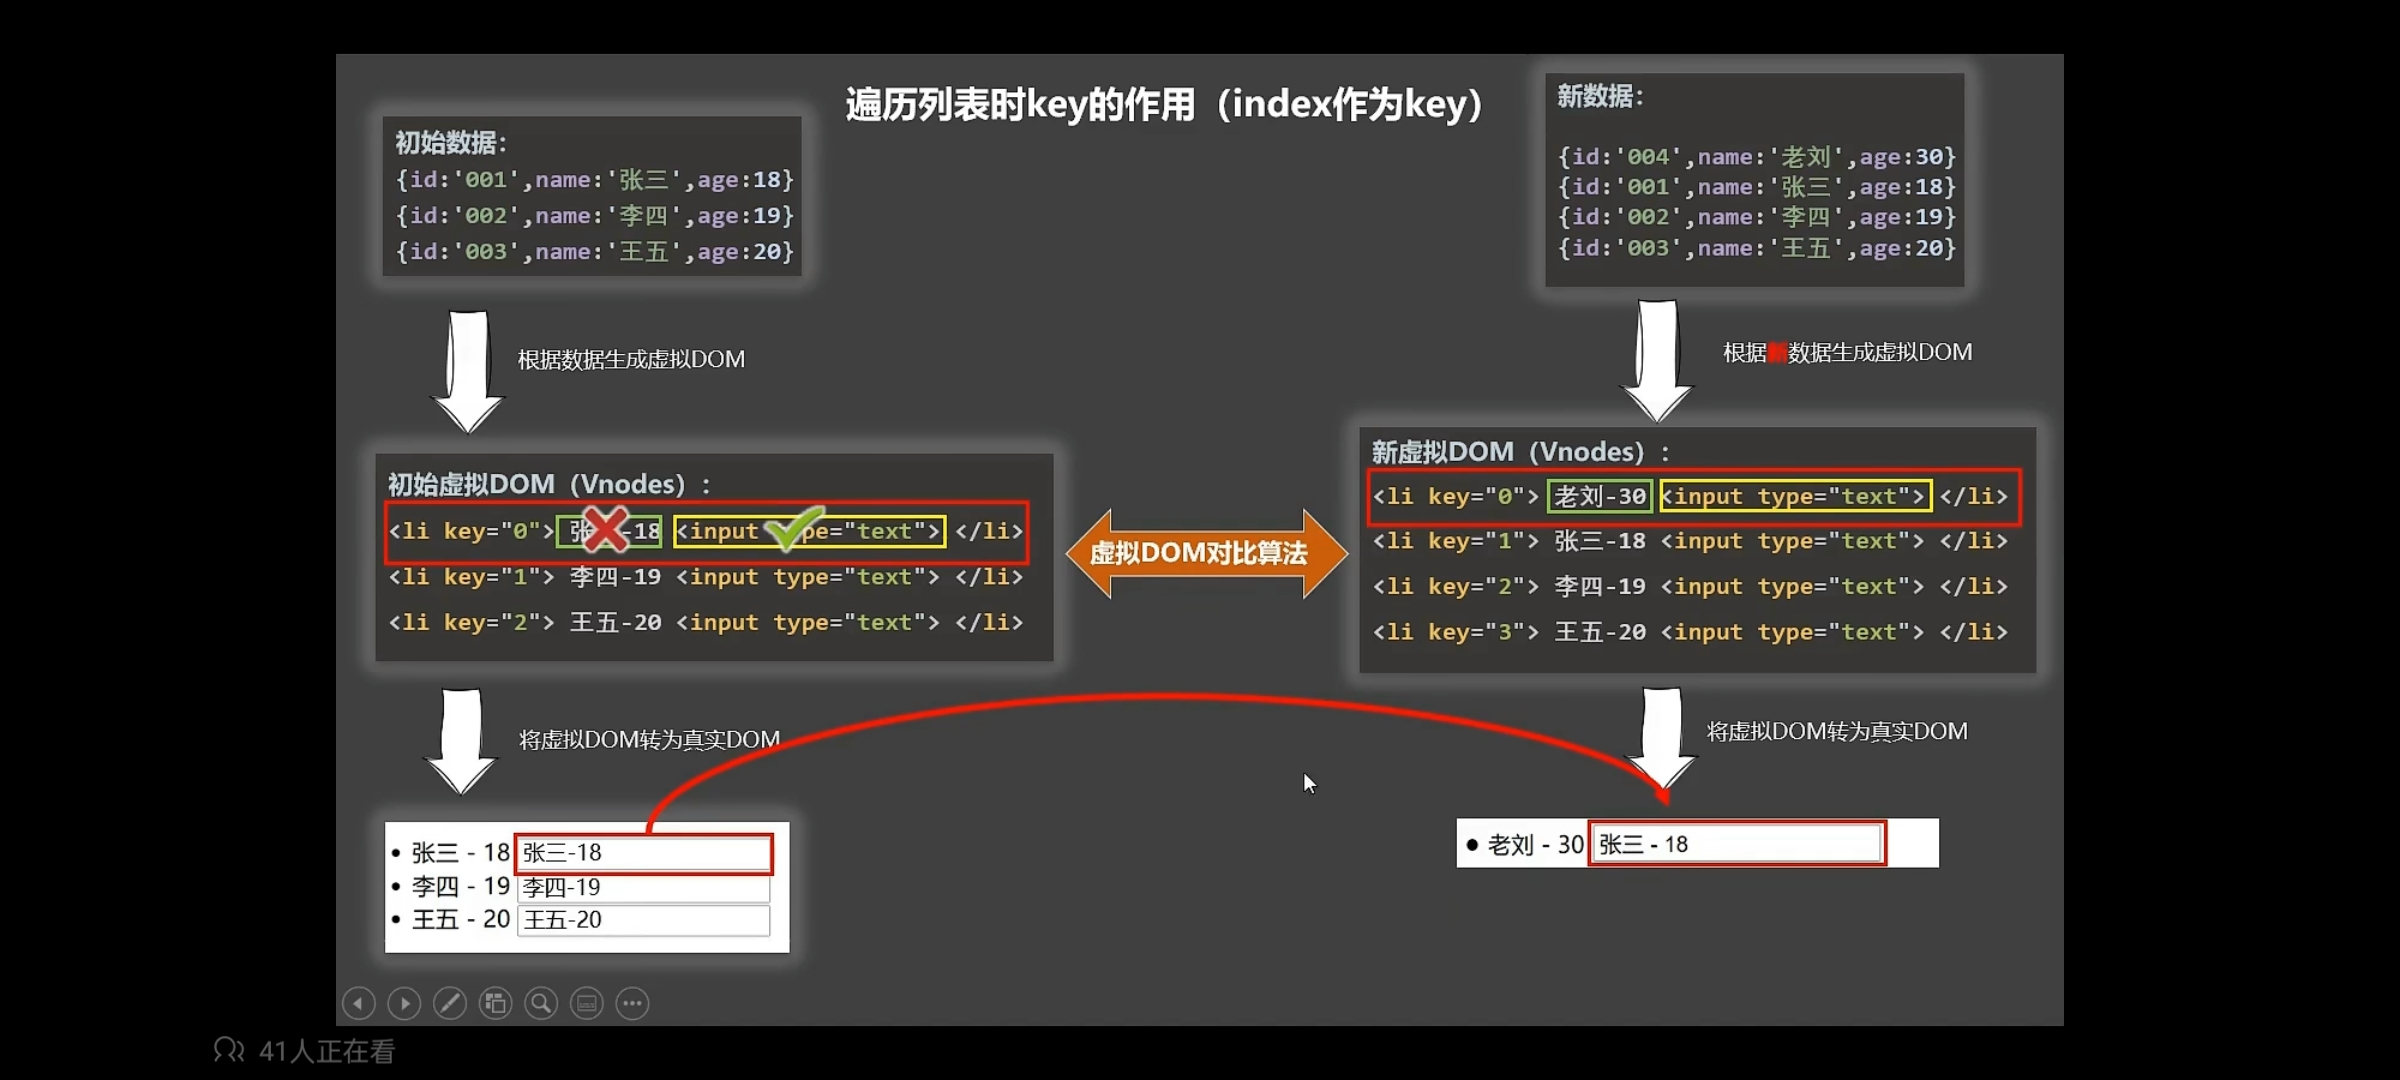 遍历列表时key的作用（index作为key）
初始数据：
{id:'001',name:'张三',age:18}
{id:'002',name:'李四',age:19}
{id:'003',name:'王五',age:20}
新数据：
{id:'004',name:'老刘',age:30}
{id:'001',name:'张三',age:18}
{id:'002',name:'李四',age:19}
{id:'003',name:'王五',age:20}
根据数据生成虚拟DOM
根据新数据生成虚拟DOM
初始虚拟DOM（Vnodes）：
<li key="0"> 张 -18 <input type="text"> </li>
<li key="1"> 李四-19 <input type="text"> </li>
<li key="2"> 王五-20 <input type="text"> </li>
虚拟DOM对比算法
新虚拟DOM（Vnodes）：
<li key="0"> 老刘-30 <input type="text"> </li>
<li key="1"> 张三-18 <input type="text"> </li>
<li key="2"> 李四-19 <input type="text"> </li>
<li key="3"> 王五-20 <input type="text"> </li>
将虚拟DOM转为真实DOM
将虚拟DOM转为真实DOM
张三 - 18 张三-18
李四 - 19 李四-19
王五 - 20 王五-20
老刘 - 30 张三 - 18
41人正在看